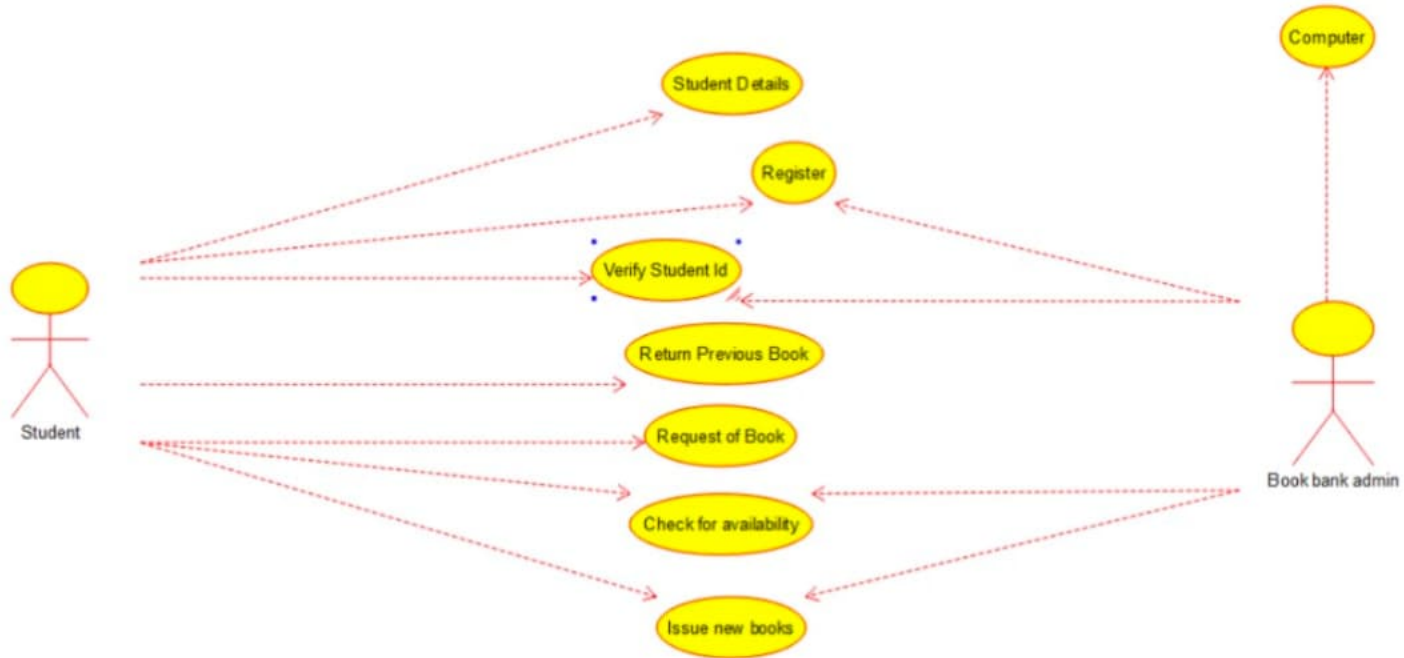 Computer
Student Details
Register
Verify Student Id
Return Previous Book
Student
Request of Book
Book bank admin
Check for availability
Issue new books